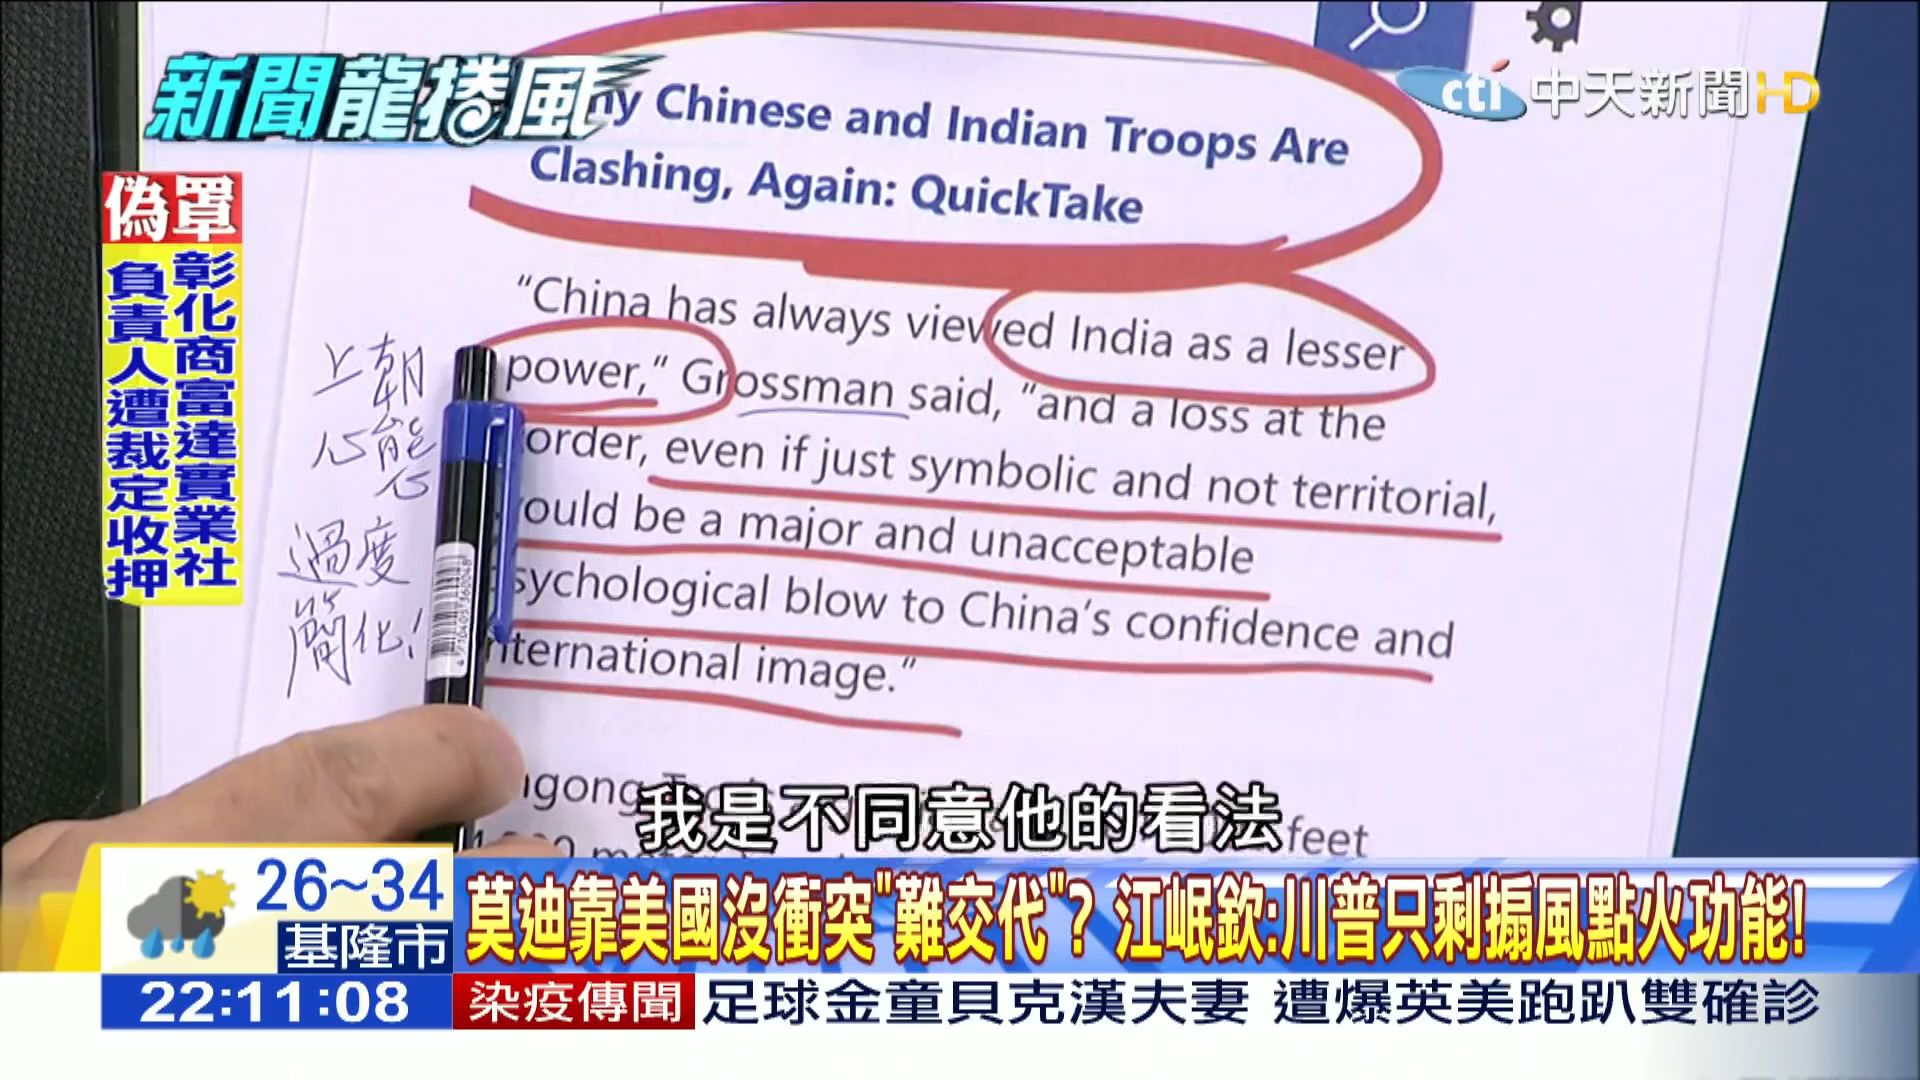 新聞龍捲風
cti 中天新聞HD
Chinese and Indian Troops Are
Clashing, Again: QuickTake
偽罩
彰化商富達實業社
負責人遭裁定收押
"China has always viewed India as a lesser
power," Grossman said, "and a loss at the
order, even if just symbolic and not territorial,
ould be a major and unacceptable
sychological blow to China's confidence and
nternational image."
心態
過度
簡化!
4710405736004
feet
我是不同意他的看法
26~34
基隆市
莫迪靠美國沒衝突"難交代"? 江岷欽:川普只剩搧風點火功能!
22:11:08
染疫傳聞 足球金童貝克漢夫妻 遭爆英美跑趴雙確診